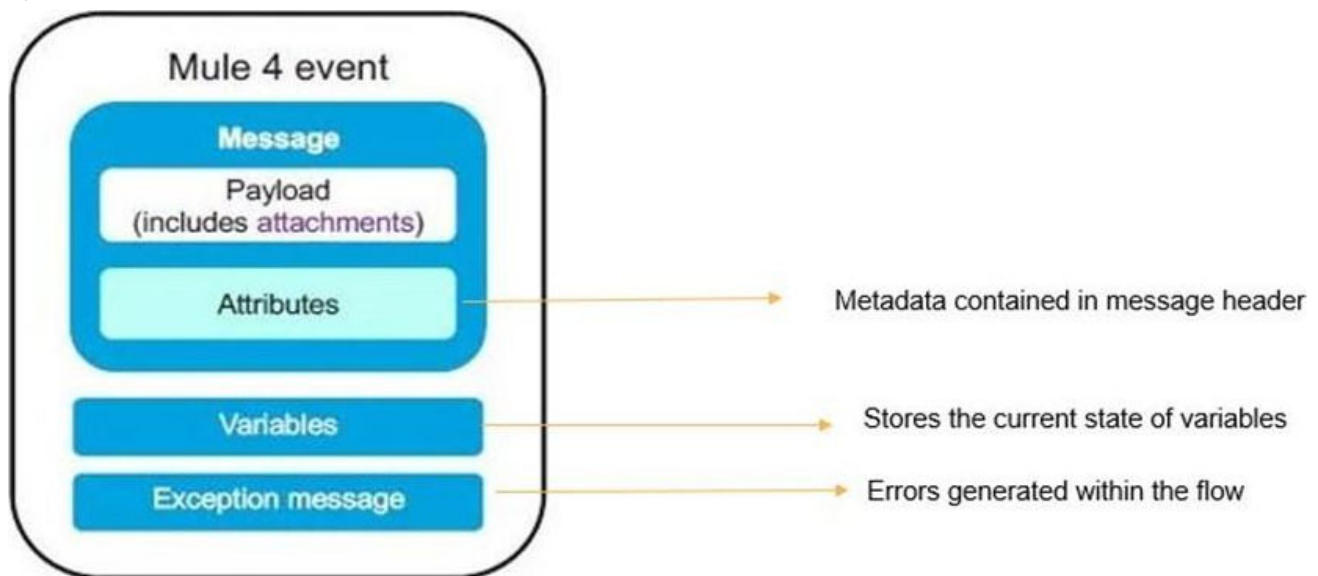 Mule 4 event
Message
Payload
(includes attachments)
Attributes
Metadata contained in message header
Variables
Stores the current state of variables
Exception message
Errors generated within the flow